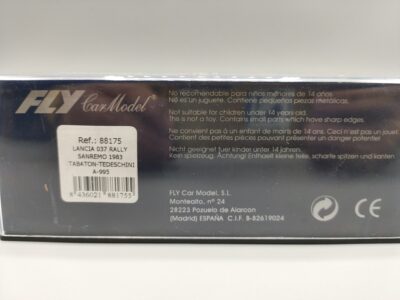 FLY Car Model®
Ref.: 88175
LANCIA 037 RALLY
SANREMO 1983
TABATON-TEDESCHINI
A-995
8 436021 881755
No recomendable para niños menores de 14 años.
No es un juguete. Contiene pequeñas piezas metálicas.
Not suitable for children under 14 years old.
This is not a toy. Contains small parts which have sharp edges.
Ne convient pas à un enfant de moins de 14 ans. Ceci n'est pas un jouet.
Contient des petites pièces pouvant présenter un danger
Nicht geeignet fuer kinder unter 14 Jahren.
Kein spielzeug. Achtung! Enthaelt kleine teile, scharfe spitzen und kanten
FLY Car Model, S.L
Montealto, nº 24
28223 Pozuelo de Alarcon
(Madrid) ESPAÑA C.I.F. B-82619024
CE